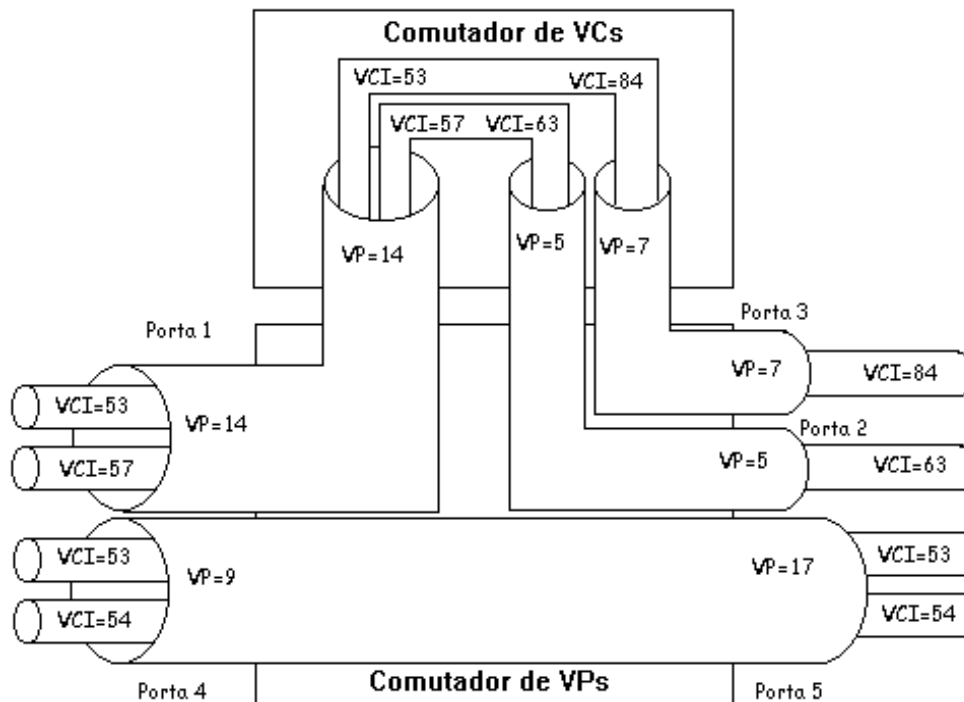 Comutador de VCs
VCI=53
VCI=84
VCI=57
VCI=63
VP=14
VP=5
VP=7
Porta 1
Porta 3
VCI=53
VP=14
VCI=57
VP=7
VCI=84
Porta 2
VP=5
VCI=63
VCI=53
VP=9
VCI=54
VP=17
VCI=53
VCI=54
Porta 4
Comutador de VPs
Porta 5